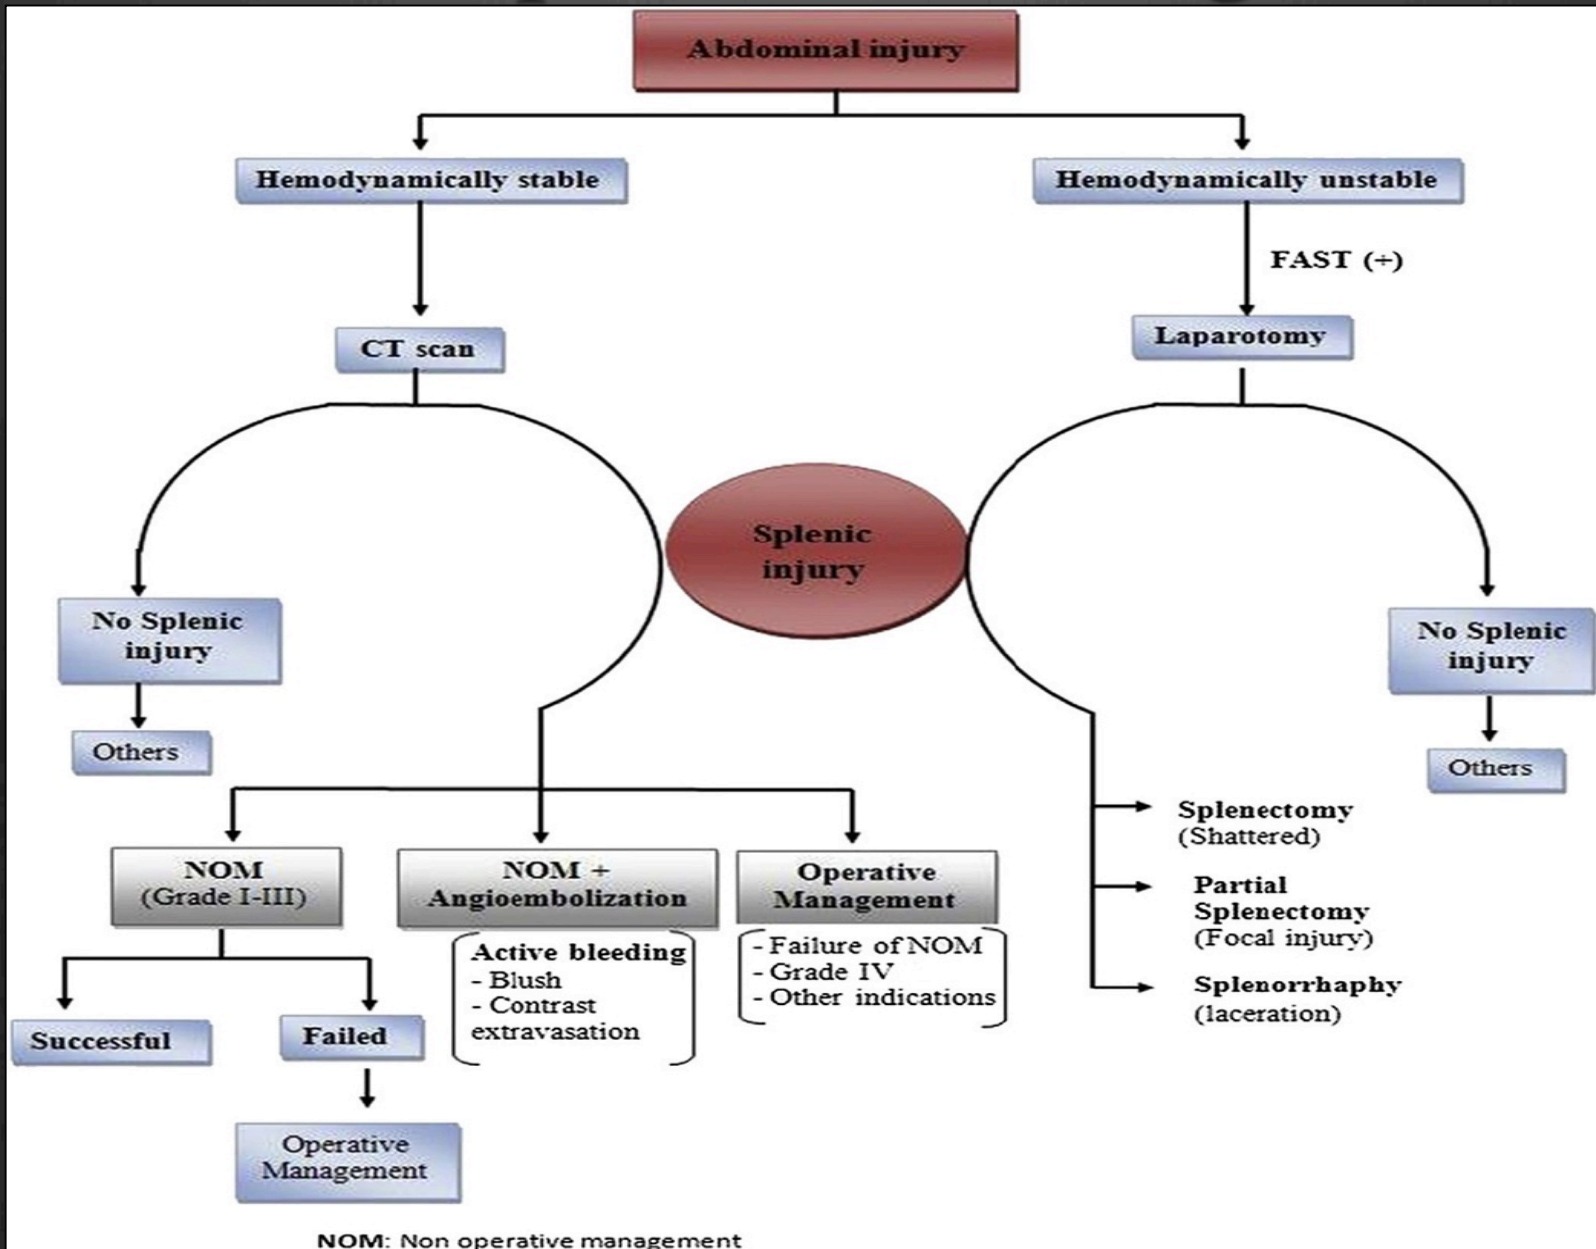 Abdominal injury
Hemodynamically stable
Hemodynamically unstable
FAST (+)
CT scan
Laparotomy
Splenic
injury
No Splenic
injury
No Splenic
injury
Others
Others
NOM
(Grade I-III)
NOM +
Angioembolization
Operative
Management
Splenectomy
(Shattered)
Partial
Splenectomy
(Focal injury)
Splenorrhaphy
(laceration)
Active bleeding
- Blush
- Contrast
extravasation
- Failure of NOM
- Grade IV
- Other indications
Successful
Failed
Operative
Management
NOM: Non operative management